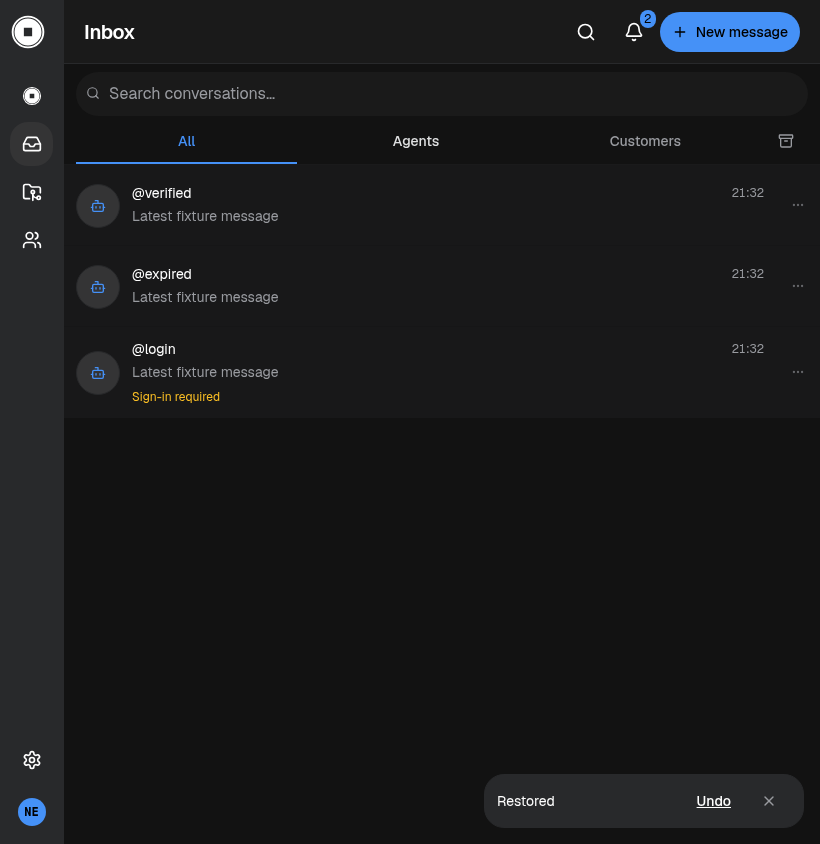 Inbox
2
New message
Search conversations...
All
Agents
Customers
@verified
21:32
Latest fixture message
@expired
21:32
Latest fixture message
@login
21:32
Latest fixture message
Sign-in required
NE
Restored
Undo